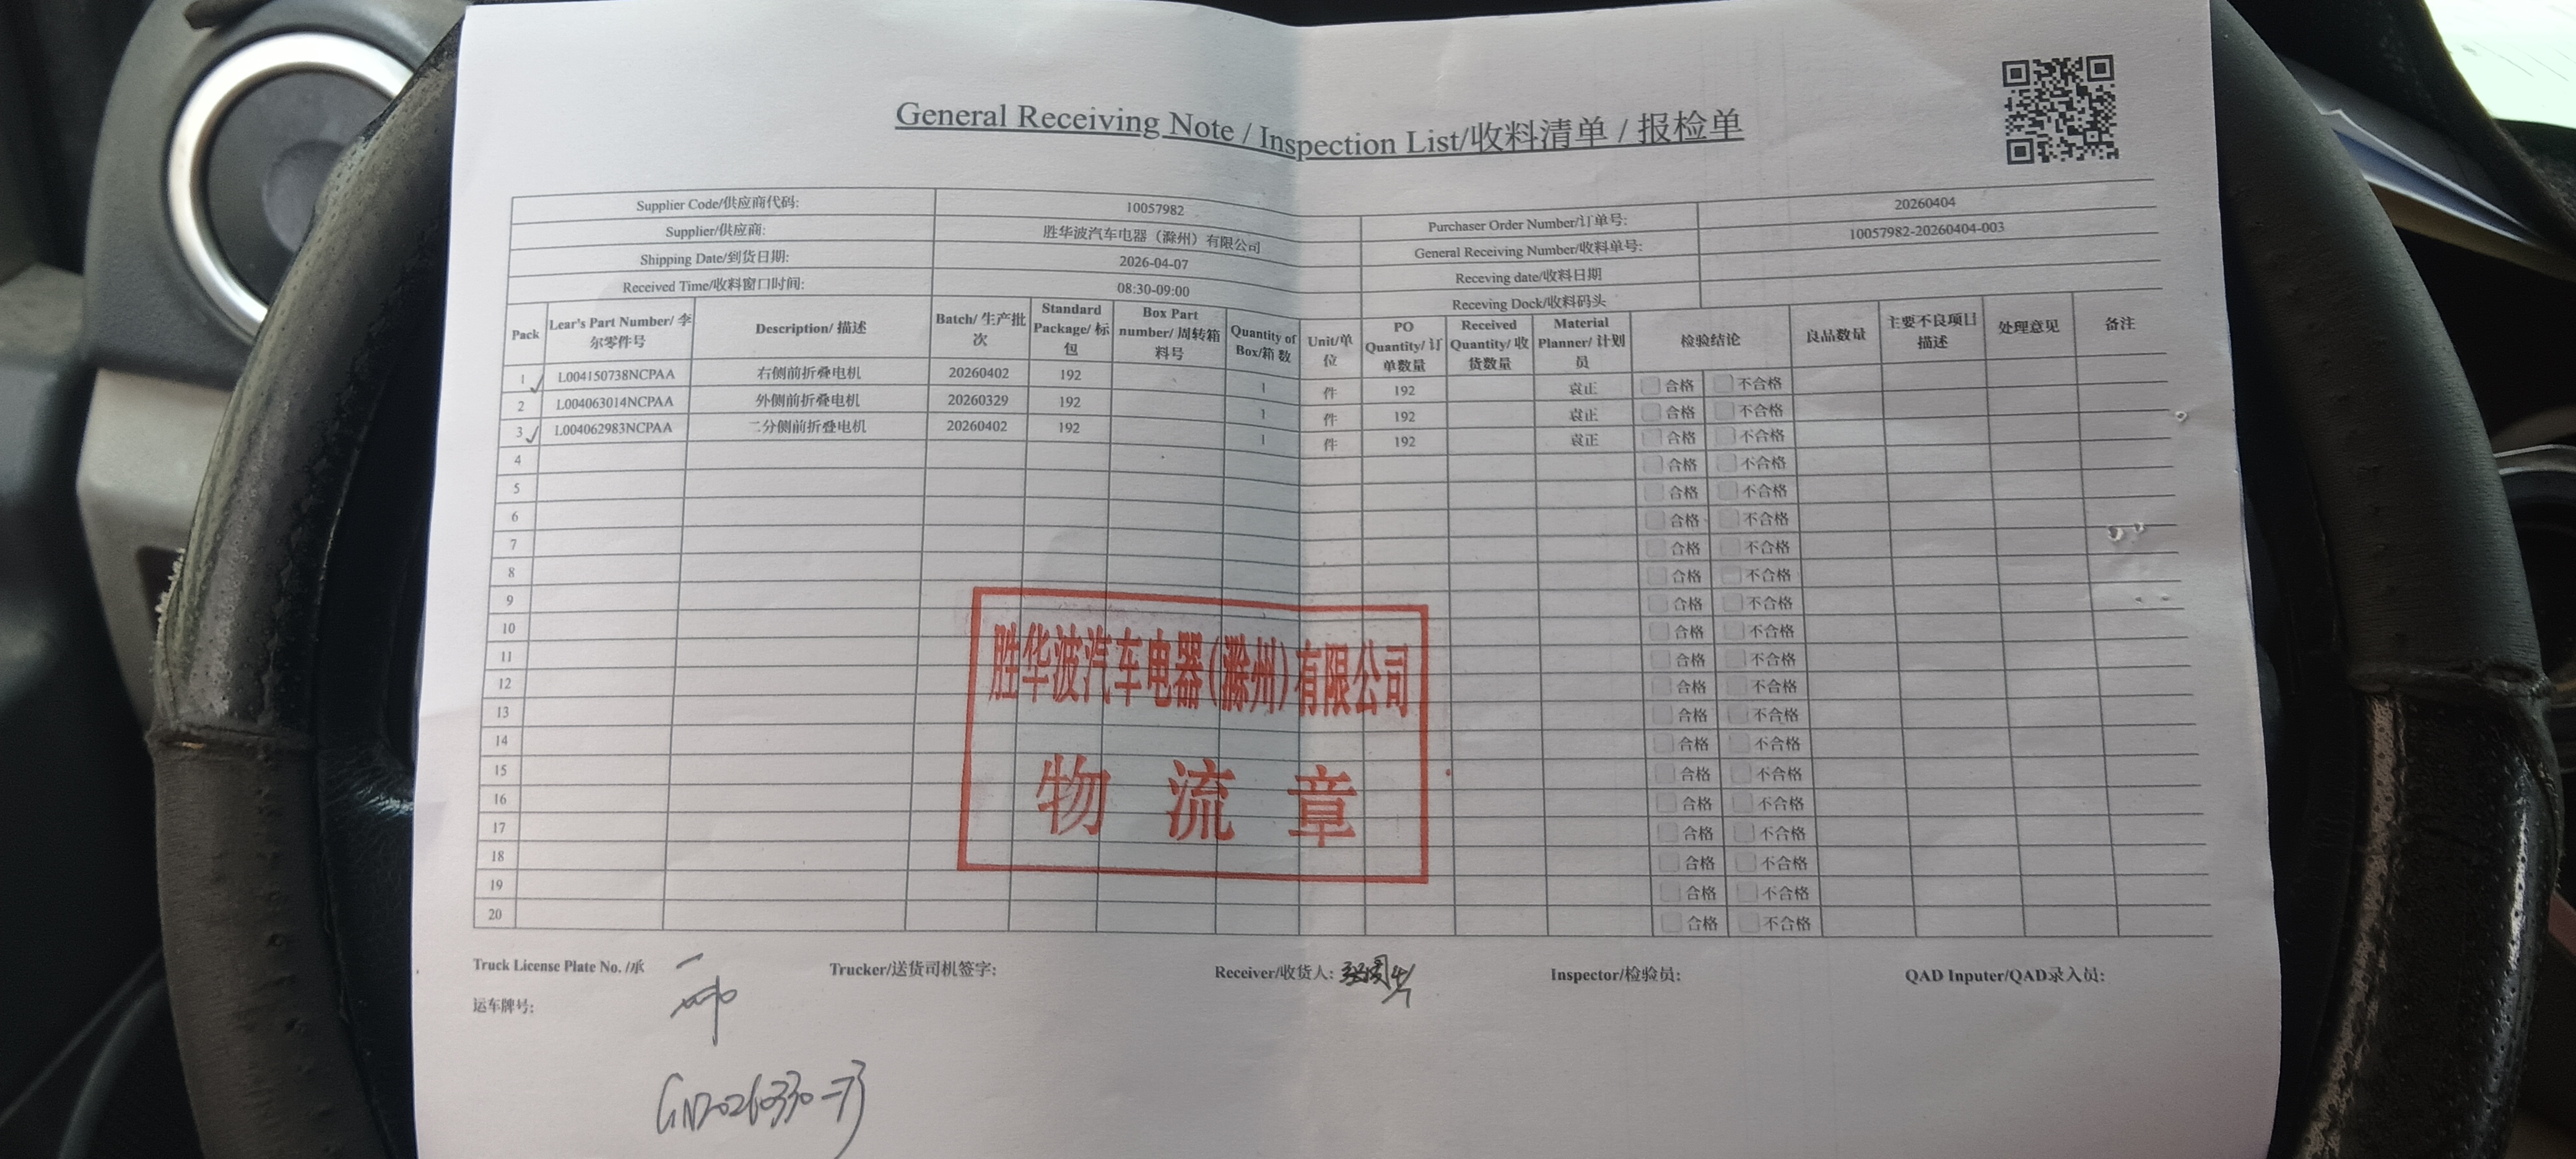 General Receiving Note / Inspection List/收料清单 / 报检单
Supplier Code/供应商代码: 10057982 Purchaser Order Number/订单号: 20260404
Supplier/供应商: 胜华波汽车电器（滁州）有限公司 General Receiving Number/收料单号: 10057982-20260404-003
Shipping Date/到货日期: 2026-04-07 Receving date/收料日期
Received Time/收料窗口时间: 08:30-09:00 Receving Dock/收料码头
Pack Lear's Part Number/ 李尔零件号 Description/ 描述 Batch/ 生产批次 Standard Package/ 标包 Box Part number/ 周转箱料号 Quantity of Box/箱数 Unit/单位 PO Quantity/ 订单数量 Received Quantity/ 收货数量 Material Planner/ 计划员 检验结论 良品数量 主要不良项目描述 处理意见 备注
1 ✓ L004150738NCPAA 右侧前折叠电机 20260402 192 1 件 192 袁正 合格 不合格
2 L004063014NCPAA 外侧前折叠电机 20260329 192 1 件 192 袁正 合格 不合格
3 ✓ L004062983NCPAA 二分侧前折叠电机 20260402 192 1 件 192 袁正 合格 不合格
4 合格 不合格
5 合格 不合格
6 合格 不合格
7 合格 不合格
8 合格 不合格
9 合格 不合格
10 合格 不合格
11 合格 不合格
12 合格 不合格
13 合格 不合格
14 合格 不合格
15 合格 不合格
16 合格 不合格
17 合格 不合格
18 合格 不合格
19 合格 不合格
20 合格 不合格
胜华波汽车电器(滁州)有限公司
物流章
Truck License Plate No. /承运车牌号: Trucker/送货司机签字: Receiver/收货人: Inspector/检验员: QAD Inputer/QAD录入员: